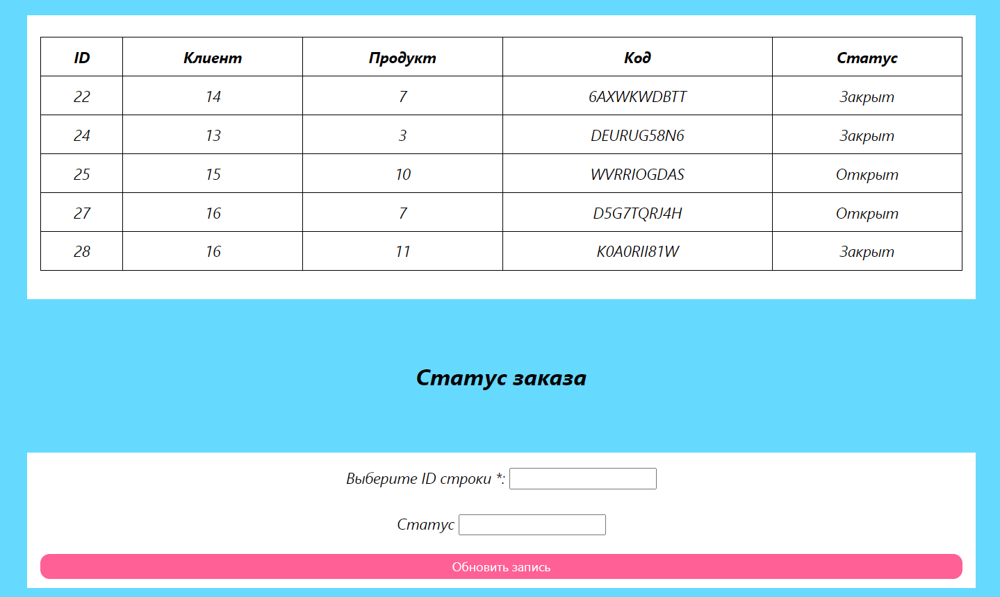 ID Клиент Продукт Код Статус
22 14 7 6AXWKWDBTT Закрыт
24 13 3 DEURUG58N6 Закрыт
25 15 10 WVRRIOGDAS Открыт
27 16 7 D5G7TQRJ4H Открыт
28 16 11 K0A0RII81W Закрыт
Статус заказа
Выберите ID строки *:
Статус
Обновить запись